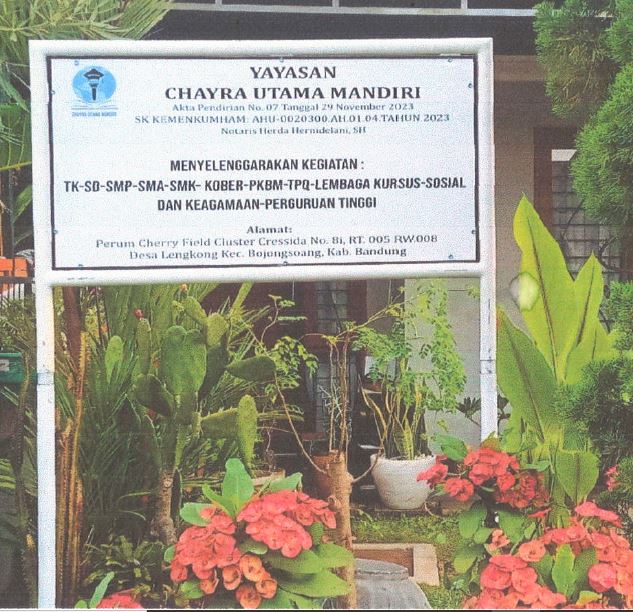 YAYASAN
CHAYRA UTAMA MANDIRI
Akta Pendirian No. 07 Tanggal 29 November 2023
SK KEMENKUMHAM: AHU-0020300.AH.01.04.TAHUN 2023
Notaris Herda Hernidelani, SH
CHAYRA UTAMA MANDIRI
MENYELENGGARAKAN KEGIATAN :
TK-SD-SMP-SMA-SMK- KOBER-PKBM-TPQ-LEMBAGA KURSUS-SOSIAL
DAN KEAGAMAAN-PERGURUAN TINGGI
Alamat:
Perum Cherry Field Cluster Cressida No. 8i, RT. 005 RW.008
Desa Lengkong Kec. Bojongsoang, Kab. Bandung